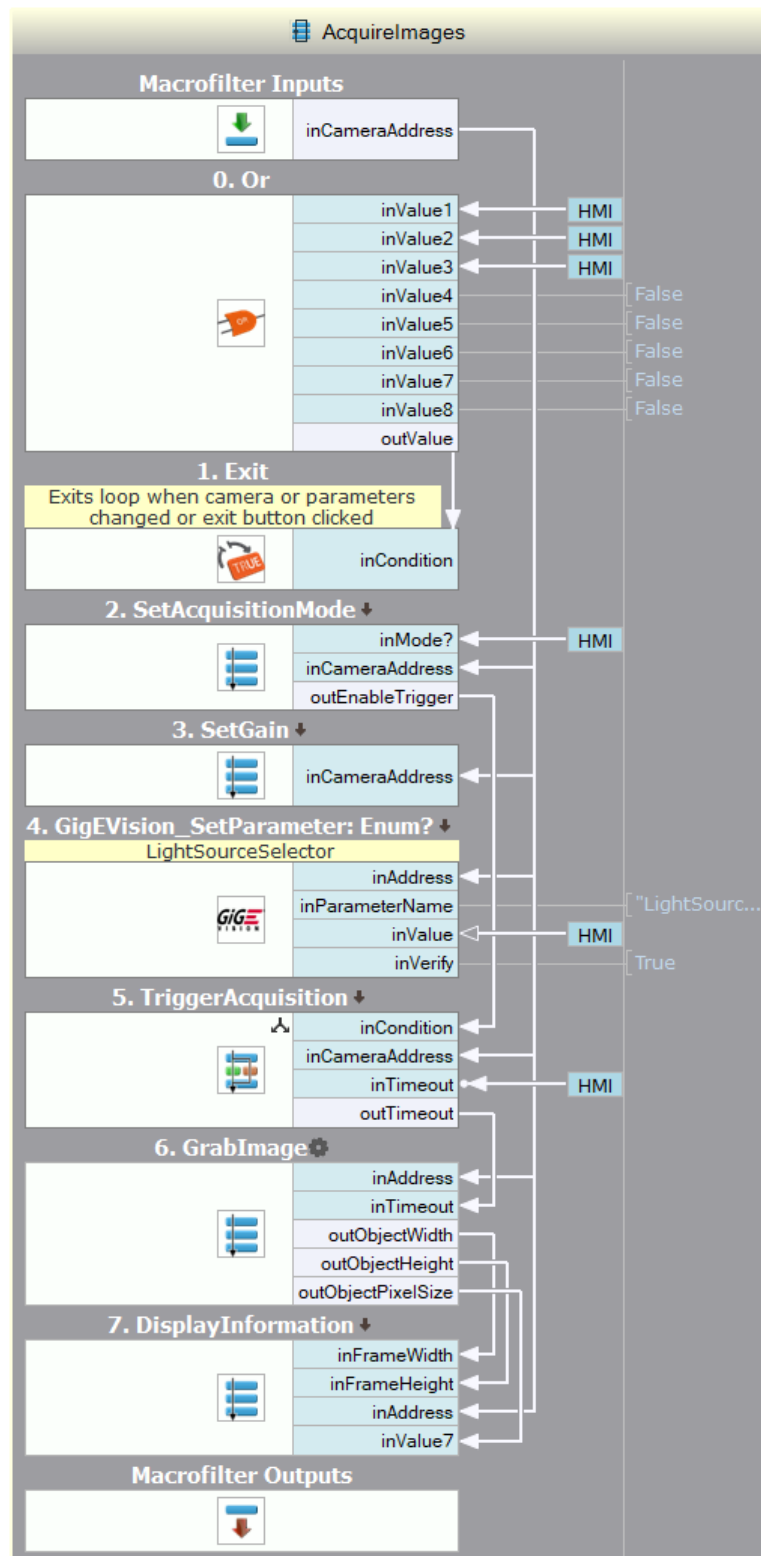 AcquireImages
Macrofilter Inputs
inCameraAddress
0. Or
inValue1 HMI
inValue2 HMI
inValue3 HMI
inValue4 False
inValue5 False
inValue6 False
inValue7 False
inValue8 False
outValue
OR
1. Exit
Exits loop when camera or parameters
changed or exit button clicked
TRUE
inCondition
2. SetAcquisitionMode
inMode? HMI
inCameraAddress
outEnableTrigger
3. SetGain
inCameraAddress
4. GigEVision_SetParameter: Enum?
LightSourceSelector
inAddress
inParameterName "LightSourc...
GiGE
VISION
inValue HMI
inVerify True
5. TriggerAcquisition
inCondition
inCameraAddress
inTimeout HMI
outTimeout
6. GrabImage
inAddress
inTimeout
outObjectWidth
outObjectHeight
outObjectPixelSize
7. DisplayInformation
inFrameWidth
inFrameHeight
inAddress
inValue7
Macrofilter Outputs